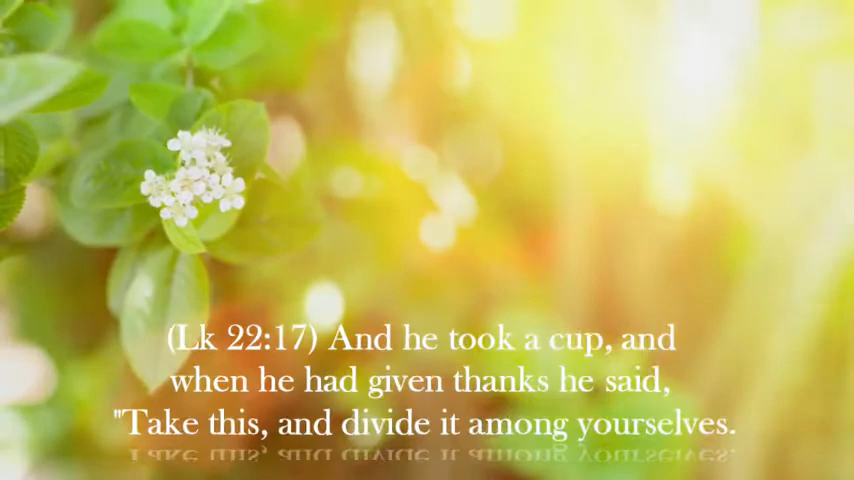 (Lk 22:17) And he took a cup, and
when he had given thanks he said,
"Take this, and divide it among yourselves.